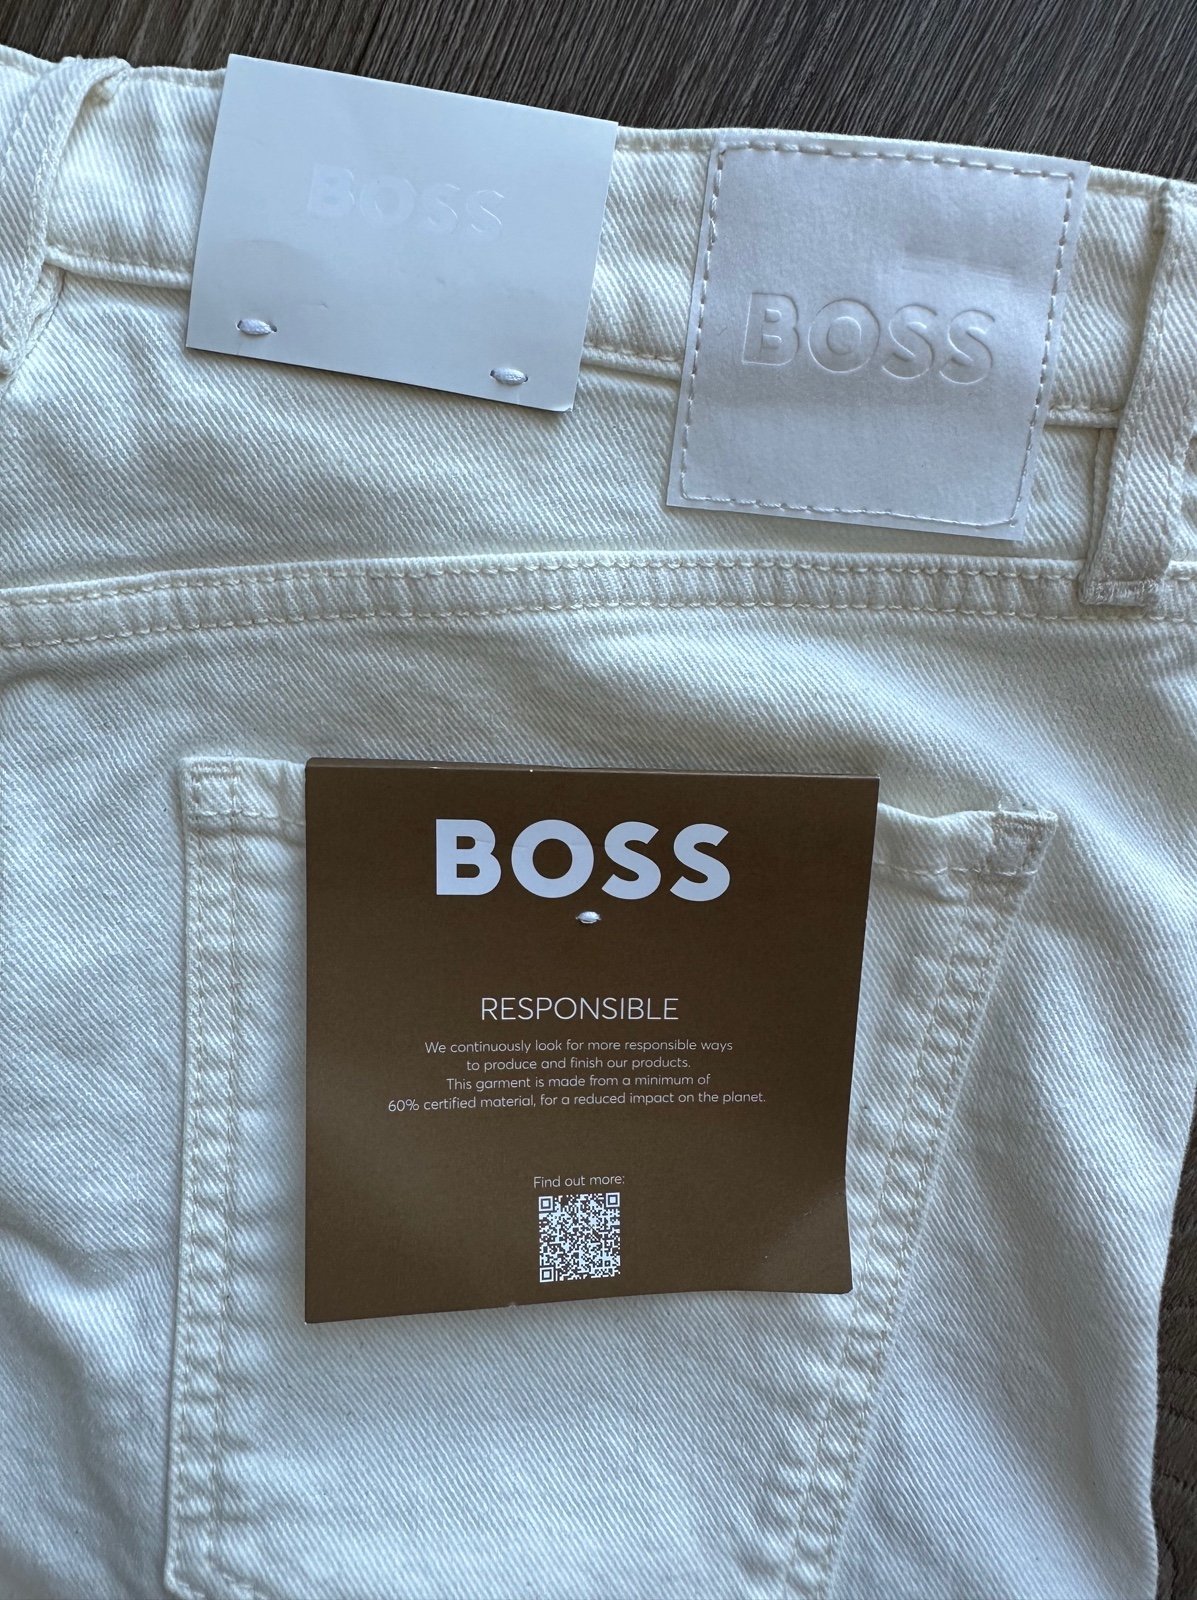 BOSS
BOSS
BOSS
RESPONSIBLE
We continuously look for more responsible ways
to produce and finish our products.
This garment is made from a minimum of
60% certified material, for a reduced impact on the planet.
Find out more: